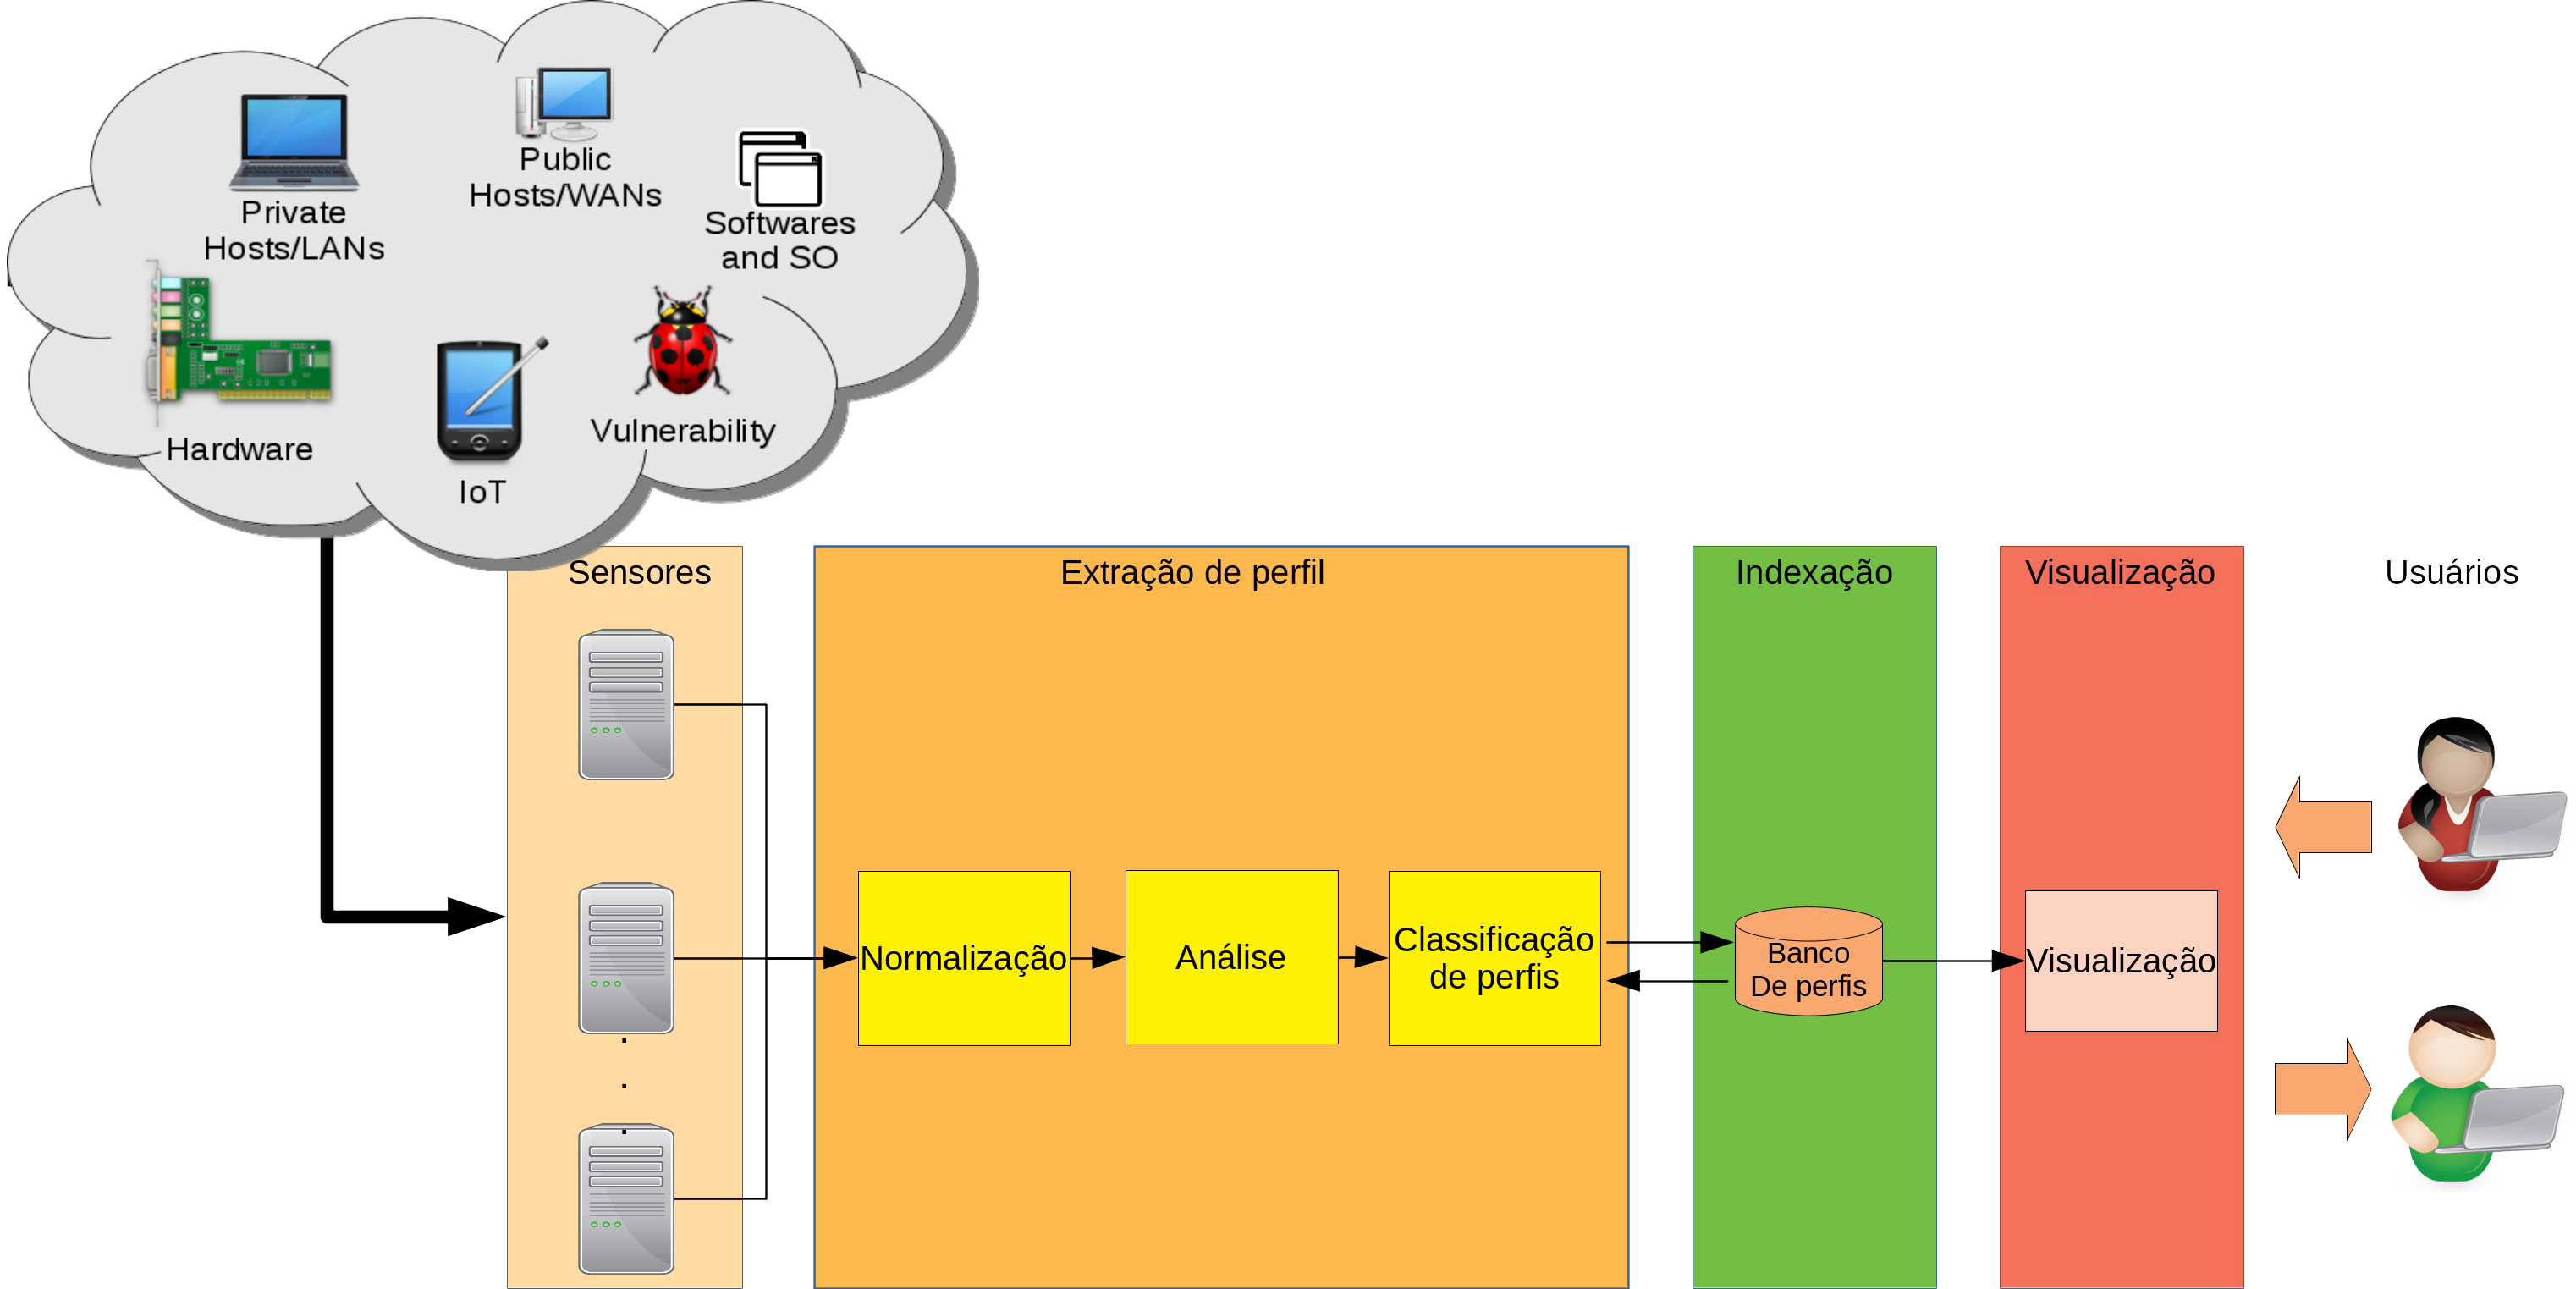 Public
Hosts/WANs
Private
Hosts/LANs
Softwares
and SO
Hardware
IoT
Vulnerability
Sensores
Extração de perfil
Indexação
Visualização
Usuários
Normalização
Análise
Classificação
de perfis
Banco
De perfis
Visualização
.
.
.